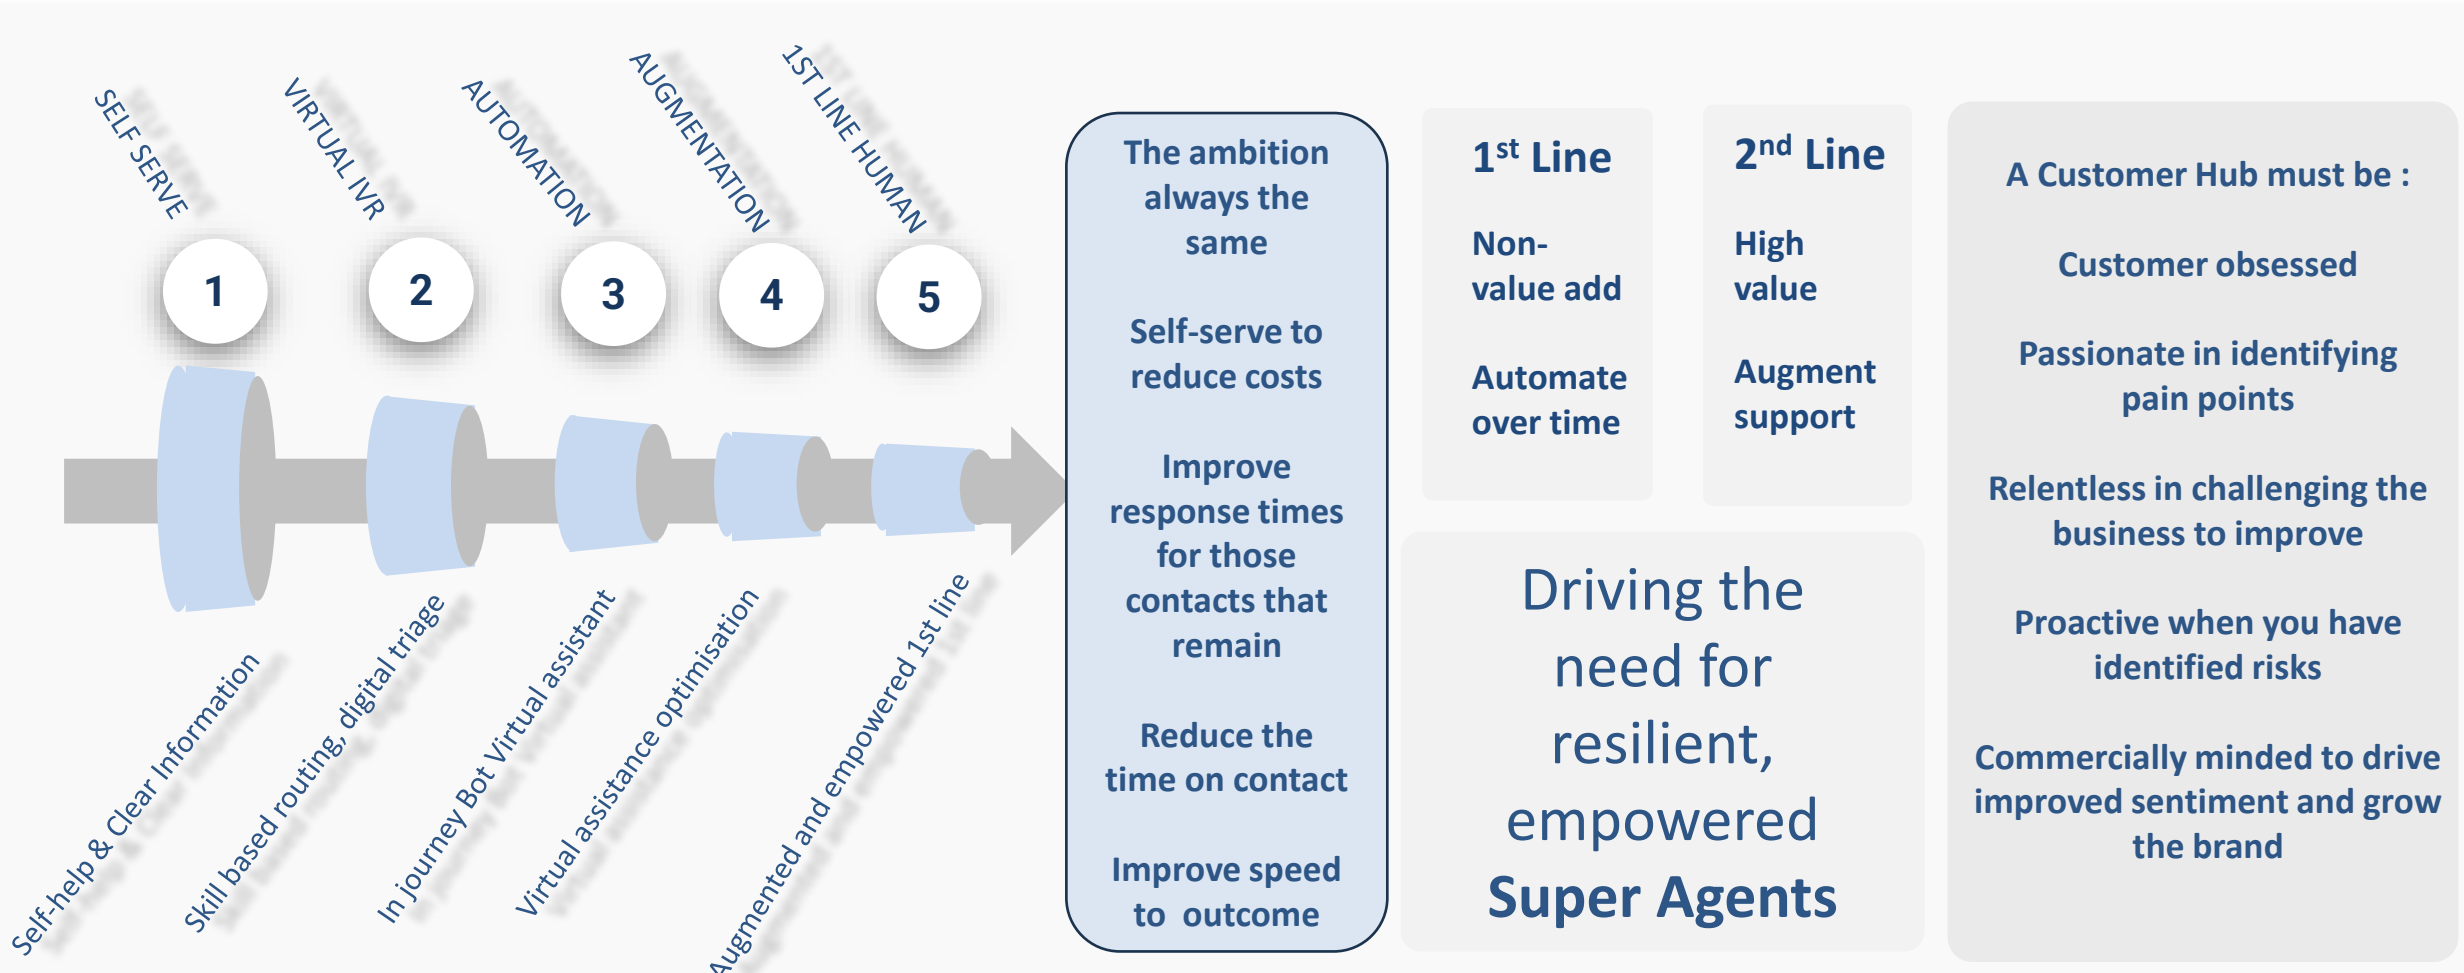 SELF SERVE
VIRTUAL IVR
AUTOMATION
AUGMENTATION
1ST LINE HUMAN
1
2
3
4
5
Self-help & Clear Information
Skill based routing, digital triage
In journey Bot Virtual assistant
Virtual assistance optimisation
Augmented and empowered 1st line
The ambition
always the
same
Self-serve to
reduce costs
Improve
response times
for those
contacts that
remain
Reduce the
time on contact
Improve speed
to outcome
1st Line
Non-
value add
Automate
over time
2nd Line
High
value
Augment
support
Driving the
need for
resilient,
empowered
Super Agents
A Customer Hub must be :
Customer obsessed
Passionate in identifying
pain points
Relentless in challenging the
business to improve
Proactive when you have
identified risks
Commercially minded to drive
improved sentiment and grow
the brand